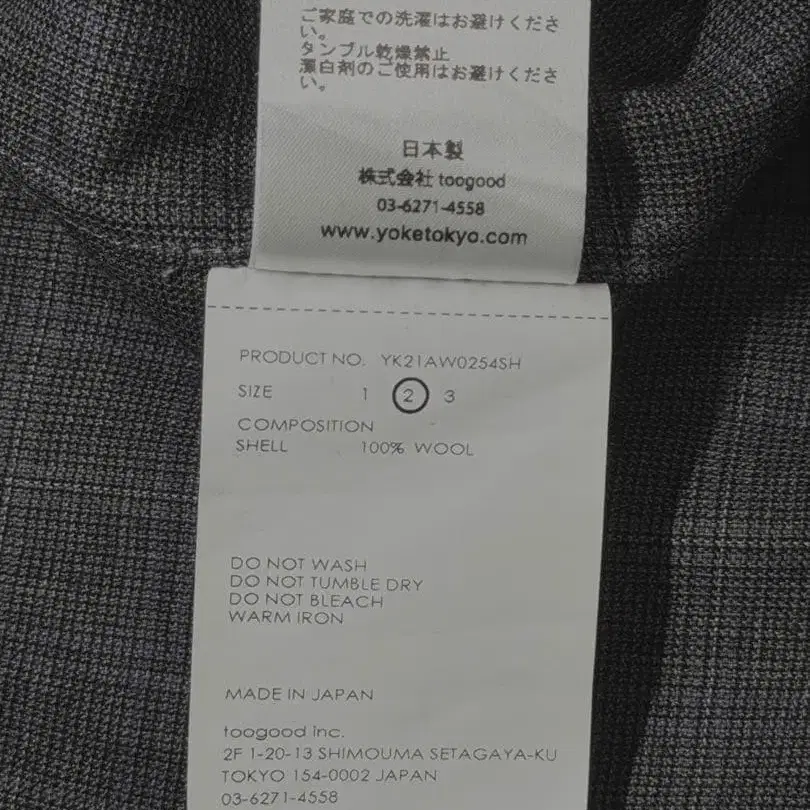 ご家庭での洗濯はお避けくださ
い。
タンブル乾燥禁止
漂白剤のご使用はお避けくださ
い。
日本製
株式会社 toogood
03-6271-4558
www.yoketokyo.com
PRODUCT NO. YK21AW0254SH
SIZE 1 2 3
COMPOSITION
SHELL 100% WOOL
DO NOT WASH
DO NOT TUMBLE DRY
DO NOT BLEACH
WARM IRON
MADE IN JAPAN
toogood inc.
2F 1-20-13 SHIMOUMA SETAGAYA-KU
TOKYO 154-0002 JAPAN
03-6271-4558